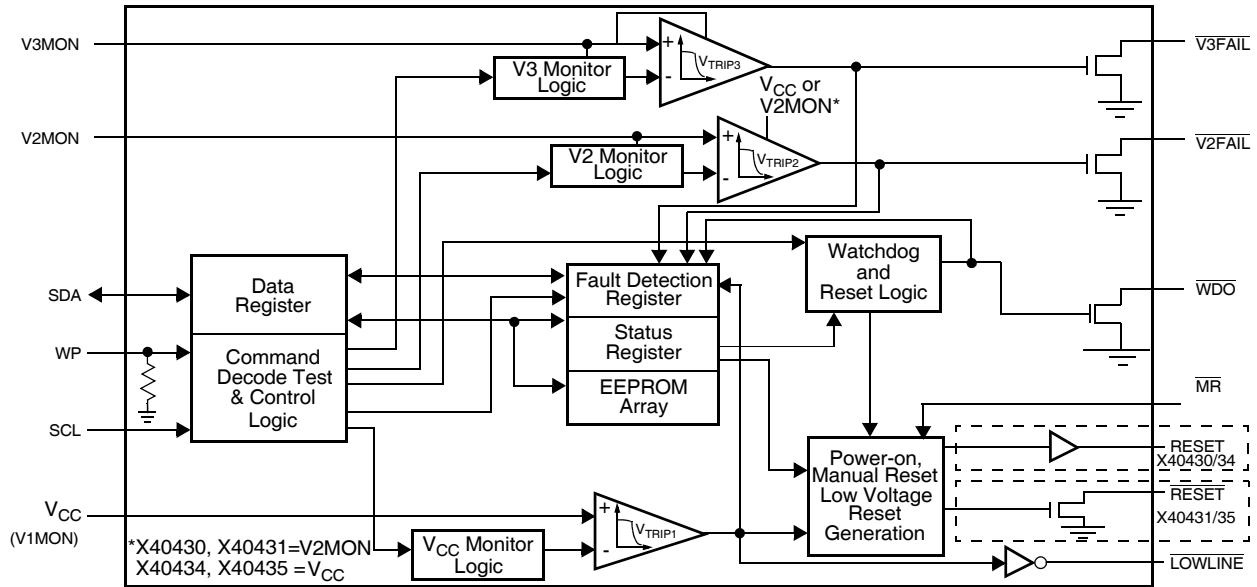 V3MON
V3 Monitor
Logic
+
-
VTRIP3
V3FAIL
VCC or
V2MON*
V2MON
V2 Monitor
Logic
+
-
VTRIP2
V2FAIL
SDA
WP
SCL
Data
Register
Command
Decode Test
& Control
Logic
Fault Detection
Register
Status
Register
EEPROM
Array
Watchdog
and
Reset Logic
WDO
MR
Power-on,
Manual Reset
Low Voltage
Reset
Generation
RESET
X40430/34
RESET
X40431/35
LOWLINE
VCC
(V1MON)
VCC Monitor
Logic
+
-
VTRIP1
*X40430, X40431=V2MON
X40434, X40435 =VCC